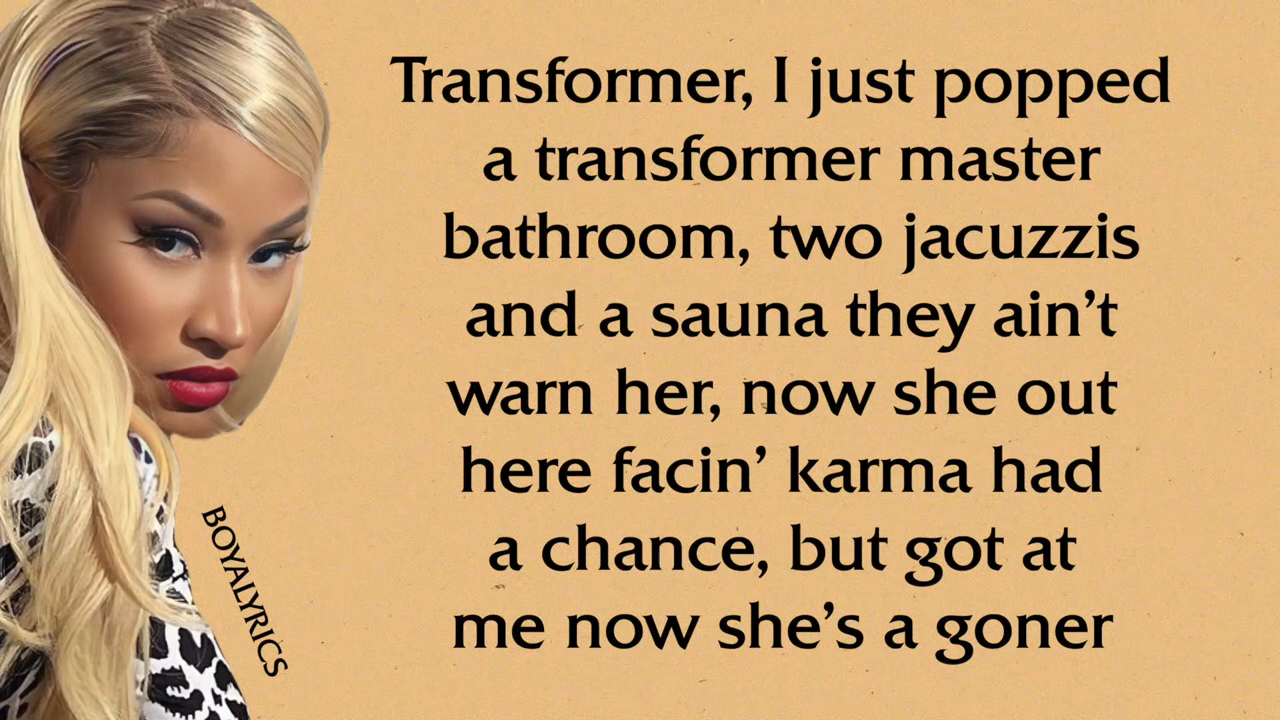 Transformer, I just popped
a transformer master
bathroom, two jacuzzis
and a sauna they ain’t
warn her, now she out
here facin’ karma had
a chance, but got at
me now she’s a goner
BOYALYRICS